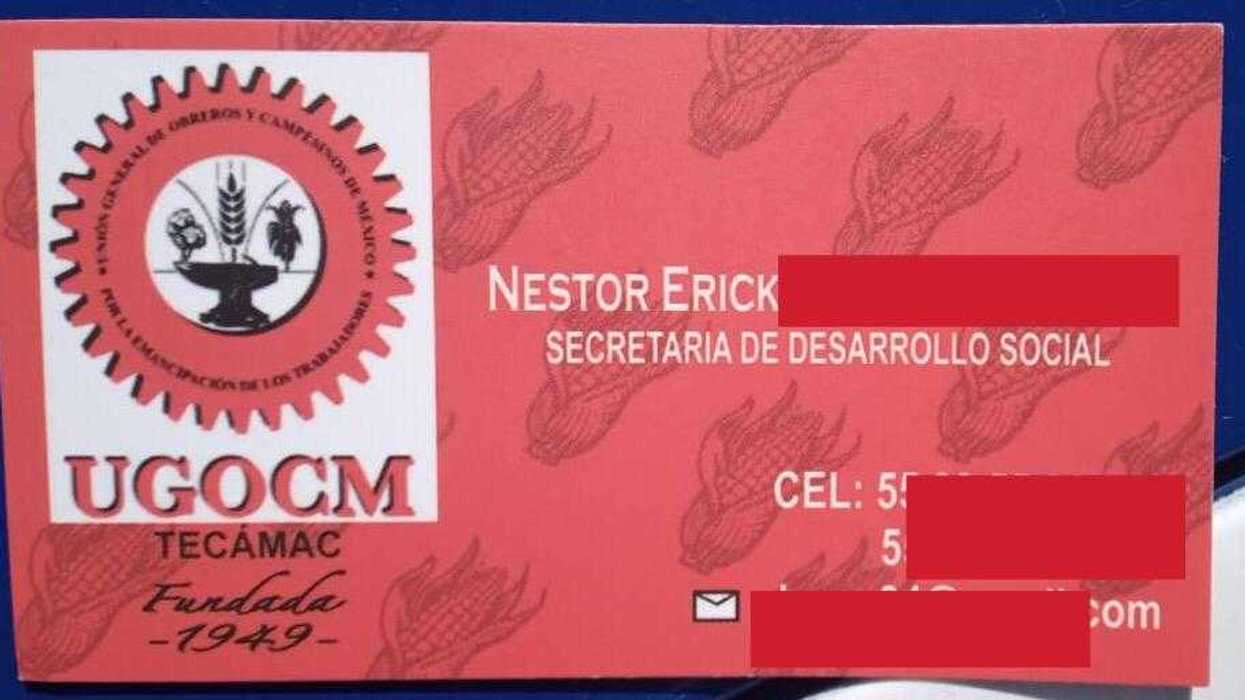 ★ UNIÓN GENERAL DE OBREROS Y CAMPESINOS DE MÉXICO ★
POR LA EMANCIPACIÓN DE LOS TRABAJADORES
UGOCM
TECÁMAC
Fundada
-1949-
NESTOR ERICK
SECRETARIA DE DESARROLLO SOCIAL
CEL: 55
5
.com